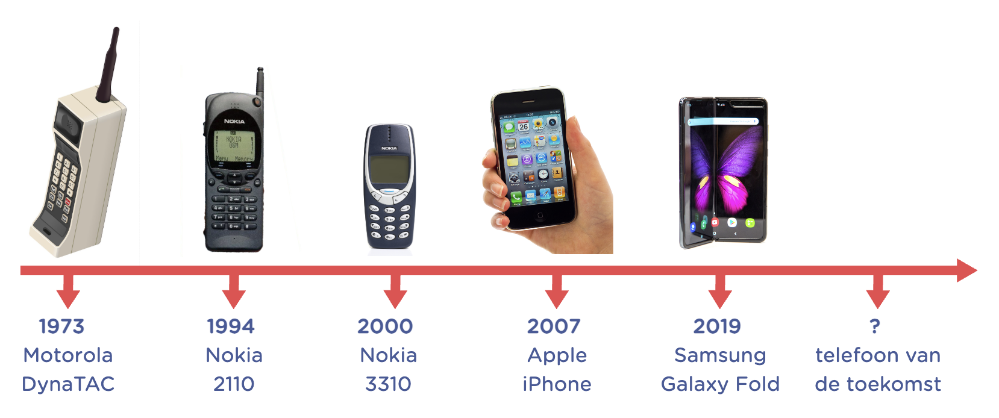 NOKIA
NOKIA
GSM
Menu Memory
NOKIA
26
1973
Motorola
DynaTAC
1994
Nokia
2110
2000
Nokia
3310
2007
Apple
iPhone
2019
Samsung
Galaxy Fold
?
telefoon van
de toekomst